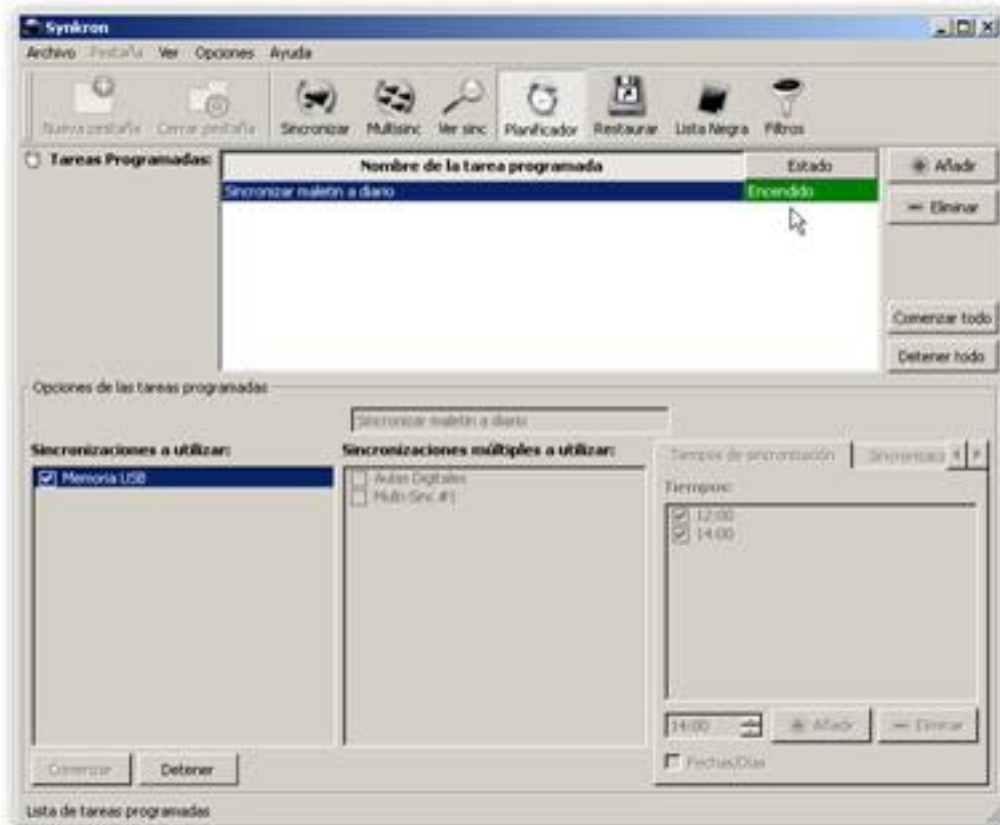 Synkron
Archivo Pestaña Ver Opciones Ayuda
Nueva pestaña Cerrar pestaña Sincronizar Multisinc Ver sinc Planificador Restaurar Lista Negra Filtros
Tareas Programadas:
Nombre de la tarea programada Estado
Sincronizar maletin a diario Encendido
Añadir
Eliminar
Comenzar todo
Detener todo
Opciones de las tareas programadas
Sincronizar maletin a diario
Sincronizaciones a utilizar:
Memoria USB
Sincronizaciones múltiples a utilizar:
Aulas Digitales
Multi-Sinc #1
Tiempos de sincronización
Tiempos:
12:00
14:00
14:00 Añadir Eliminar
Fechas/Días
Comenzar Detener
Lista de tareas programadas